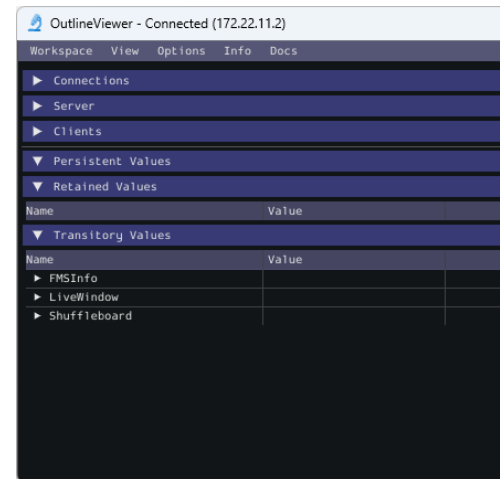 OutlineViewer - Connected (172.22.11.2)
Workspace View Options Info Docs
Connections
Server
Clients
Persistent Values
Retained Values
Name Value
Transitory Values
Name Value
FMSInfo
LiveWindow
Shuffleboard